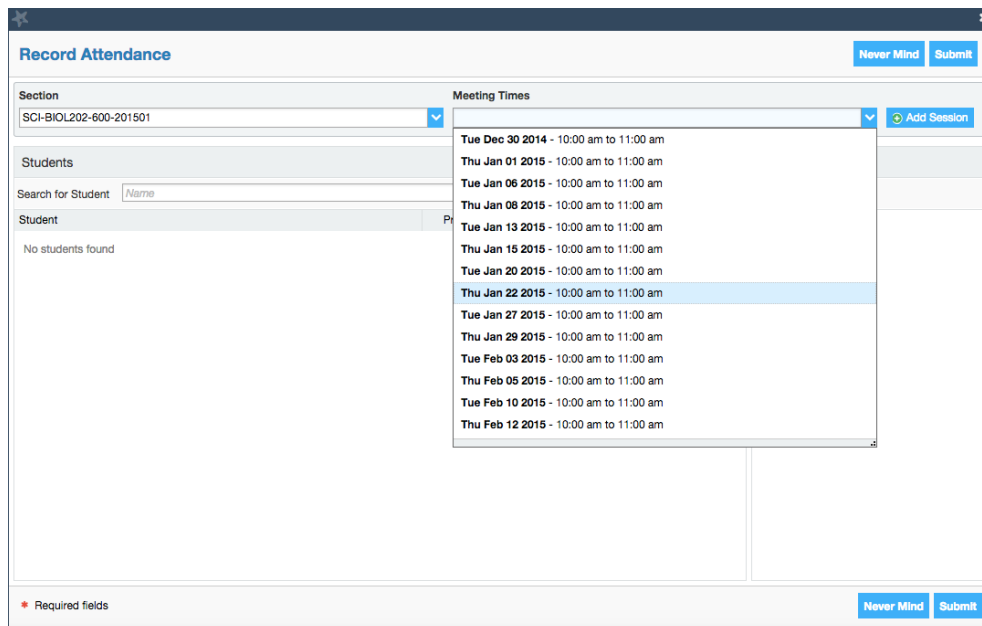 Record Attendance
Never Mind Submit
Section
Meeting Times
SCI-BIOL202-600-201501
Add Session
Tue Dec 30 2014 - 10:00 am to 11:00 am
Thu Jan 01 2015 - 10:00 am to 11:00 am
Tue Jan 06 2015 - 10:00 am to 11:00 am
Thu Jan 08 2015 - 10:00 am to 11:00 am
Tue Jan 13 2015 - 10:00 am to 11:00 am
Thu Jan 15 2015 - 10:00 am to 11:00 am
Tue Jan 20 2015 - 10:00 am to 11:00 am
Thu Jan 22 2015 - 10:00 am to 11:00 am
Tue Jan 27 2015 - 10:00 am to 11:00 am
Thu Jan 29 2015 - 10:00 am to 11:00 am
Tue Feb 03 2015 - 10:00 am to 11:00 am
Thu Feb 05 2015 - 10:00 am to 11:00 am
Tue Feb 10 2015 - 10:00 am to 11:00 am
Thu Feb 12 2015 - 10:00 am to 11:00 am
Students
Search for Student Name
Student
No students found
* Required fields
Never Mind Submit